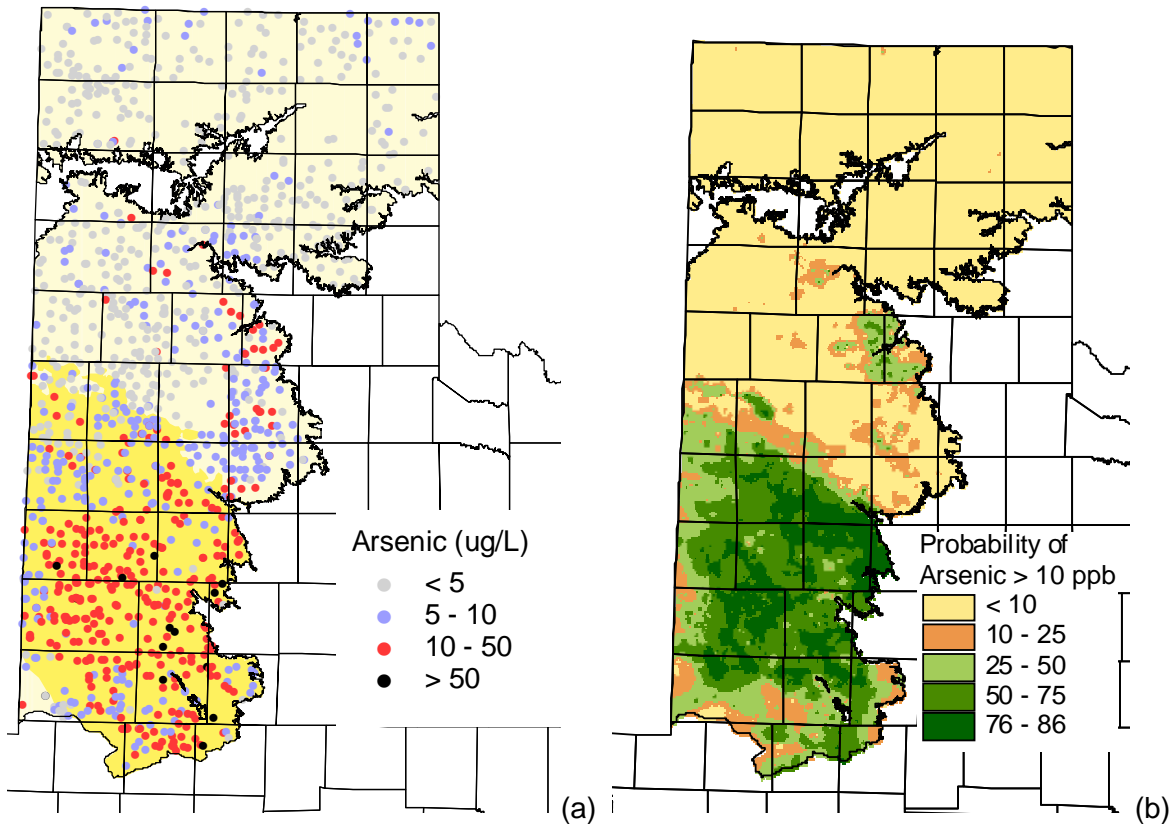 Arsenic (ug/L)
< 5
5 - 10
10 - 50
> 50
(a)
Probability of
Arsenic > 10 ppb
< 10
10 - 25
25 - 50
50 - 75
76 - 86
(b)